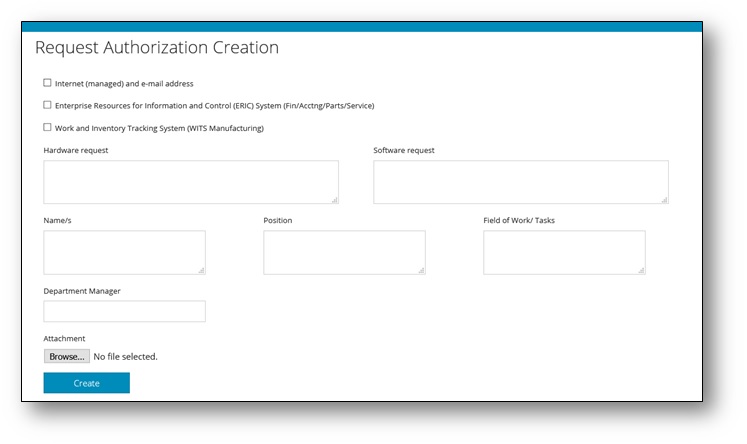 Request Authorization Creation
Internet (managed) and e-mail address
Enterprise Resources for Information and Control (ERIC) System (Fin/Acctng/Parts/Service)
Work and Inventory Tracking System (WITS Manufacturing)
Hardware request Software request
Name/s Position Field of Work/ Tasks
Department Manager
Attachment
Browse... No file selected.
Create